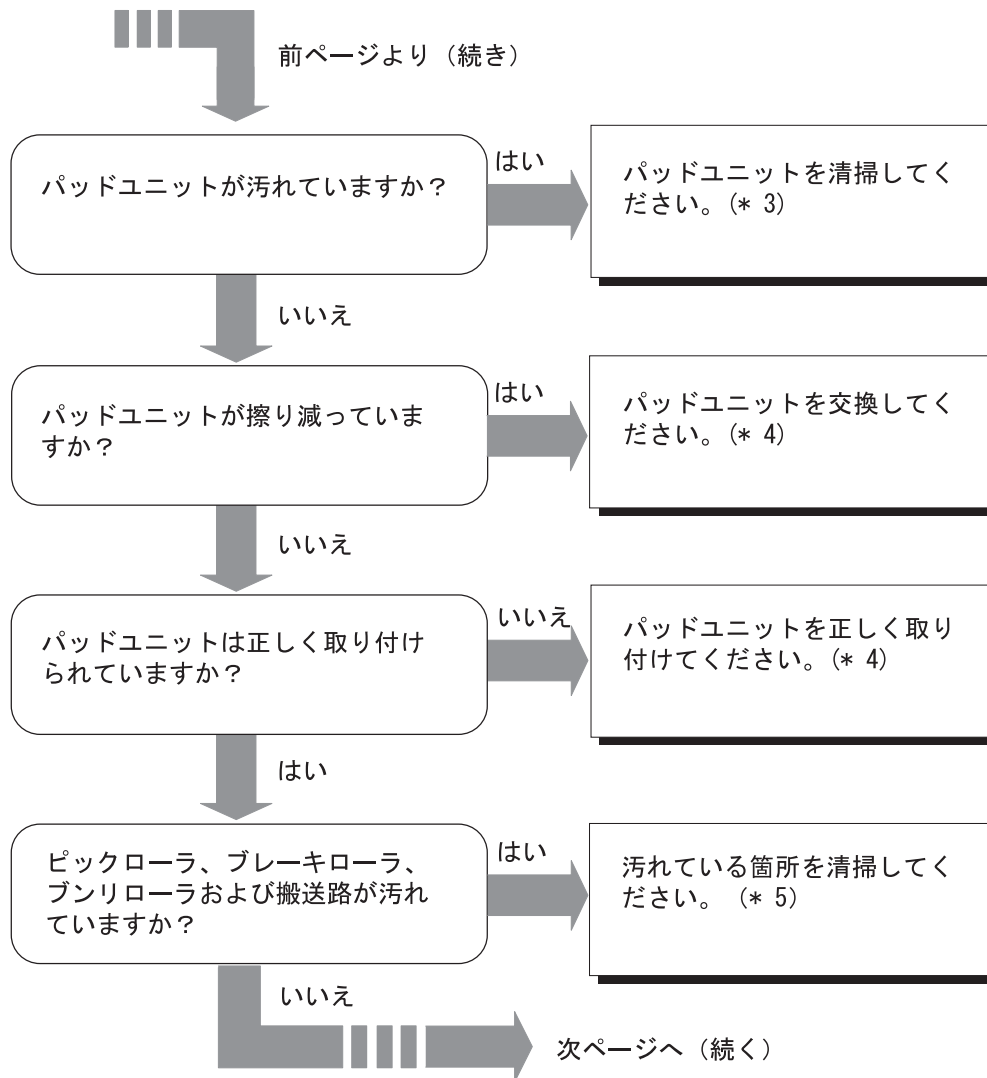 前ページより（続き）
パッドユニットが汚れていますか？
はい
パッドユニットを清掃してく
ださい。(* 3)
いいえ
パッドユニットが擦り減っていま
すか？
はい
パッドユニットを交換してく
ださい。(* 4)
いいえ
パッドユニットは正しく取り付け
られていますか？
いいえ
パッドユニットを正しく取り
付けてください。(* 4)
はい
ピックローラ、ブレーキローラ、
ブンリローラおよび搬送路が汚れ
ていますか？
はい
汚れている箇所を清掃してく
ださい。 (* 5)
いいえ
次ページへ（続く）